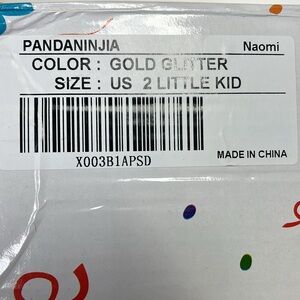 PANDANINJIA Naomi
COLOR : GOLD GLITTER
SIZE : US 2 LITTLE KID
X003B1APSD
MADE IN CHINA